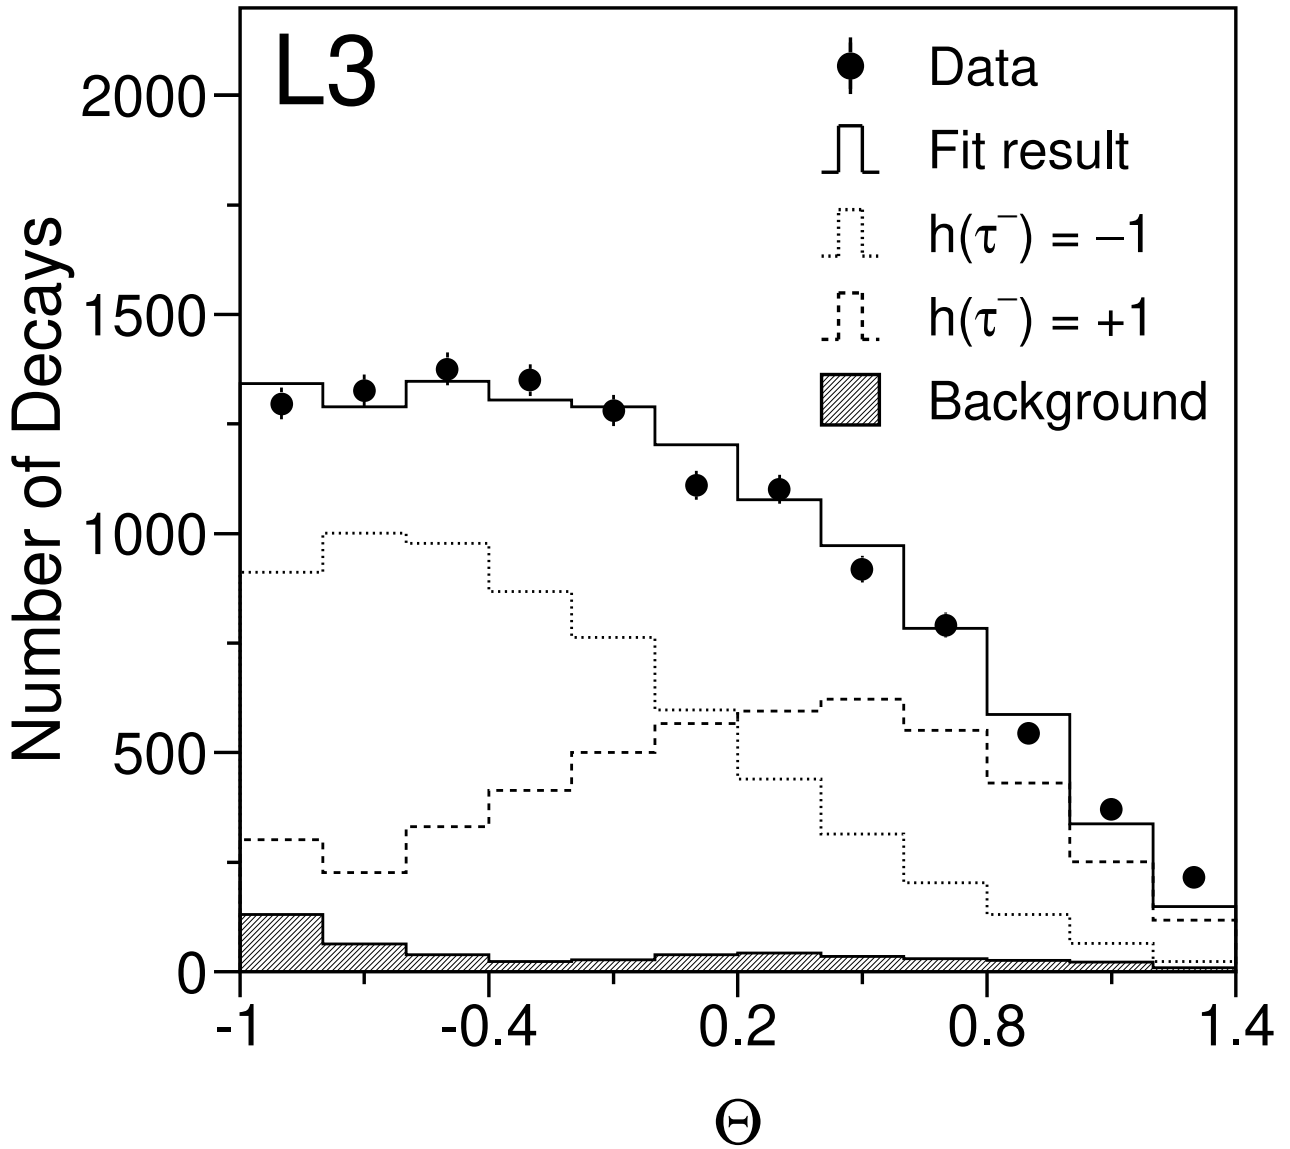 L3
Data
Fit result
h(τ⁻) = −1
h(τ⁻) = +1
Background
Number of Decays
2000
1500
1000
500
0
-1 -0.4 0.2 0.8 1.4
Θ